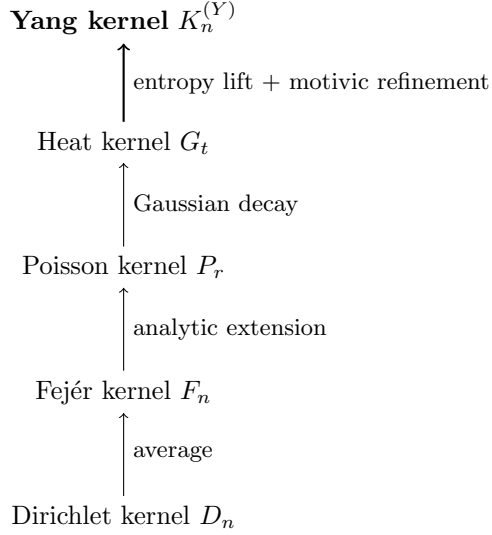 Yang kernel $K_n^{(Y)}$
entropy lift + motivic refinement
Heat kernel $G_t$
Gaussian decay
Poisson kernel $P_r$
analytic extension
Fejér kernel $F_n$
average
Dirichlet kernel $D_n$